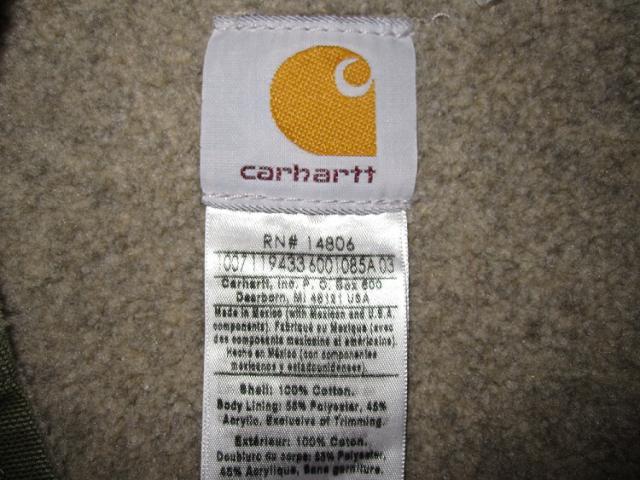 carhartt
RN# 14806
1007119433 6001085A 03
Carhartt, Inc. P. O. Box 600
Dearborn, MI 48121 USA
Made in Mexico (with Mexican and U.S.A.
components). Fabriqué au Mexique (avec
des composants mexicains et américains).
Hecho en México (con componentes
mexicanos y estadounidenses).
Shell: 100% Cotton.
Body Lining: 55% Polyester, 45%
Acrylic. Exclusive of Trimming.
Extérieur: 100% Coton.
Doublure du corps: 55% Polyester,
45% Acrylique, Sans garniture.